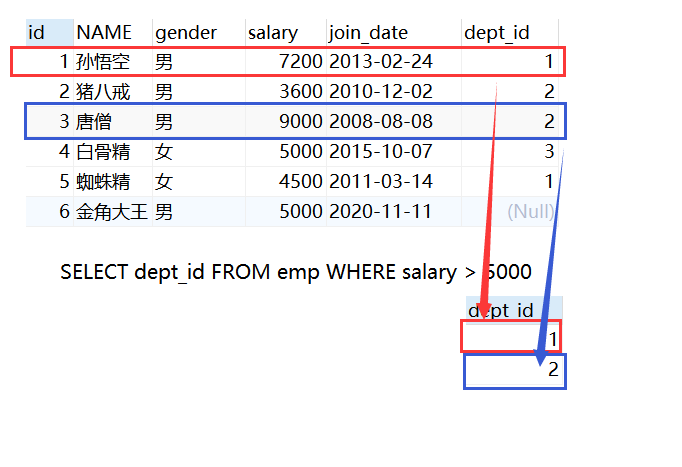 id NAME gender salary join_date dept_id
1 孙悟空 男 7200 2013-02-24 1
2 猪八戒 男 3600 2010-12-02 2
3 唐僧 男 9000 2008-08-08 2
4 白骨精 女 5000 2015-10-07 3
5 蜘蛛精 女 4500 2011-03-14 1
6 金角大王 男 5000 2020-11-11 (Null)
SELECT dept_id FROM emp WHERE salary > 5000
dept_id
1
2